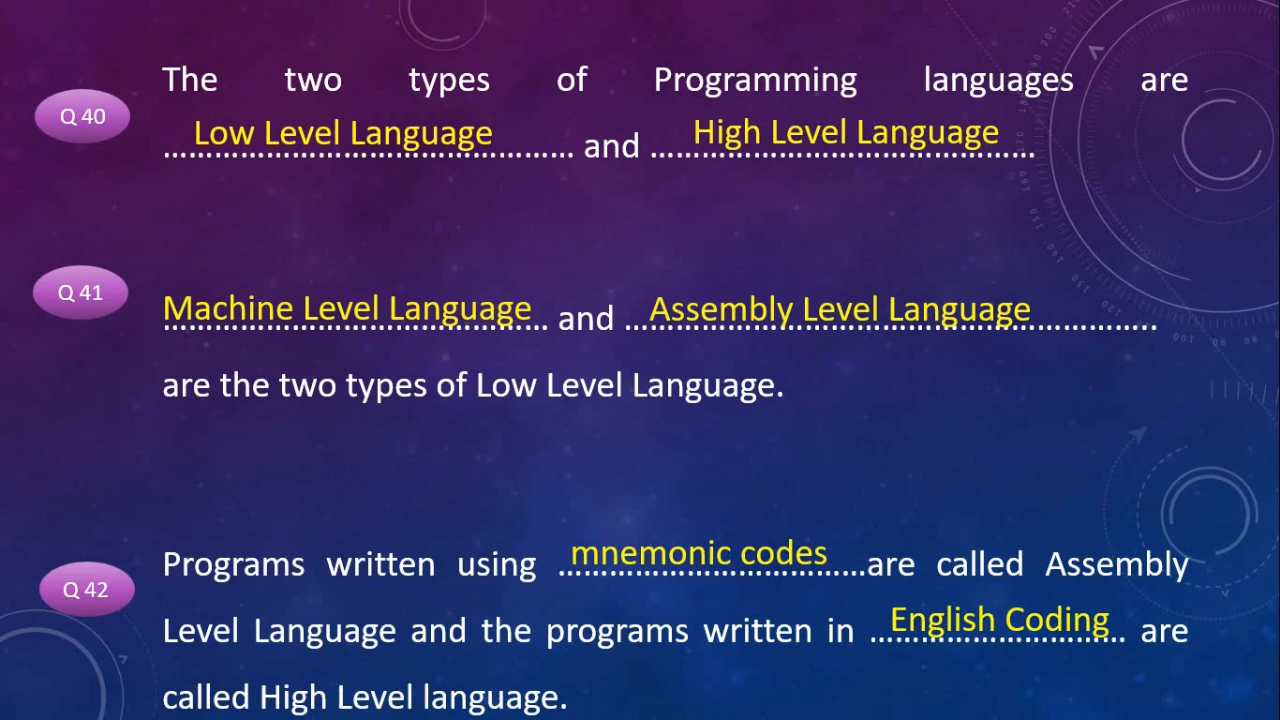 Q 40
The two types of Programming languages are
Low Level Language and High Level Language
Q 41
Machine Level Language and Assembly Level Language
are the two types of Low Level Language.
Q 42
Programs written using mnemonic codes are called Assembly
Level Language and the programs written in English Coding are
called High Level language.